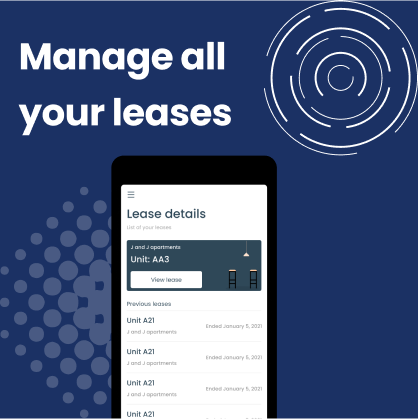 Manage all
your leases
Lease details
List of your leases
J and J apartments
Unit: AA3
View lease
Previous leases
Unit A21
J and J apartments
Ended January 5, 2021
Unit A21
J and J apartments
Ended January 5, 2021
Unit A21
J and J apartments
Ended January 5, 2021
Unit A21